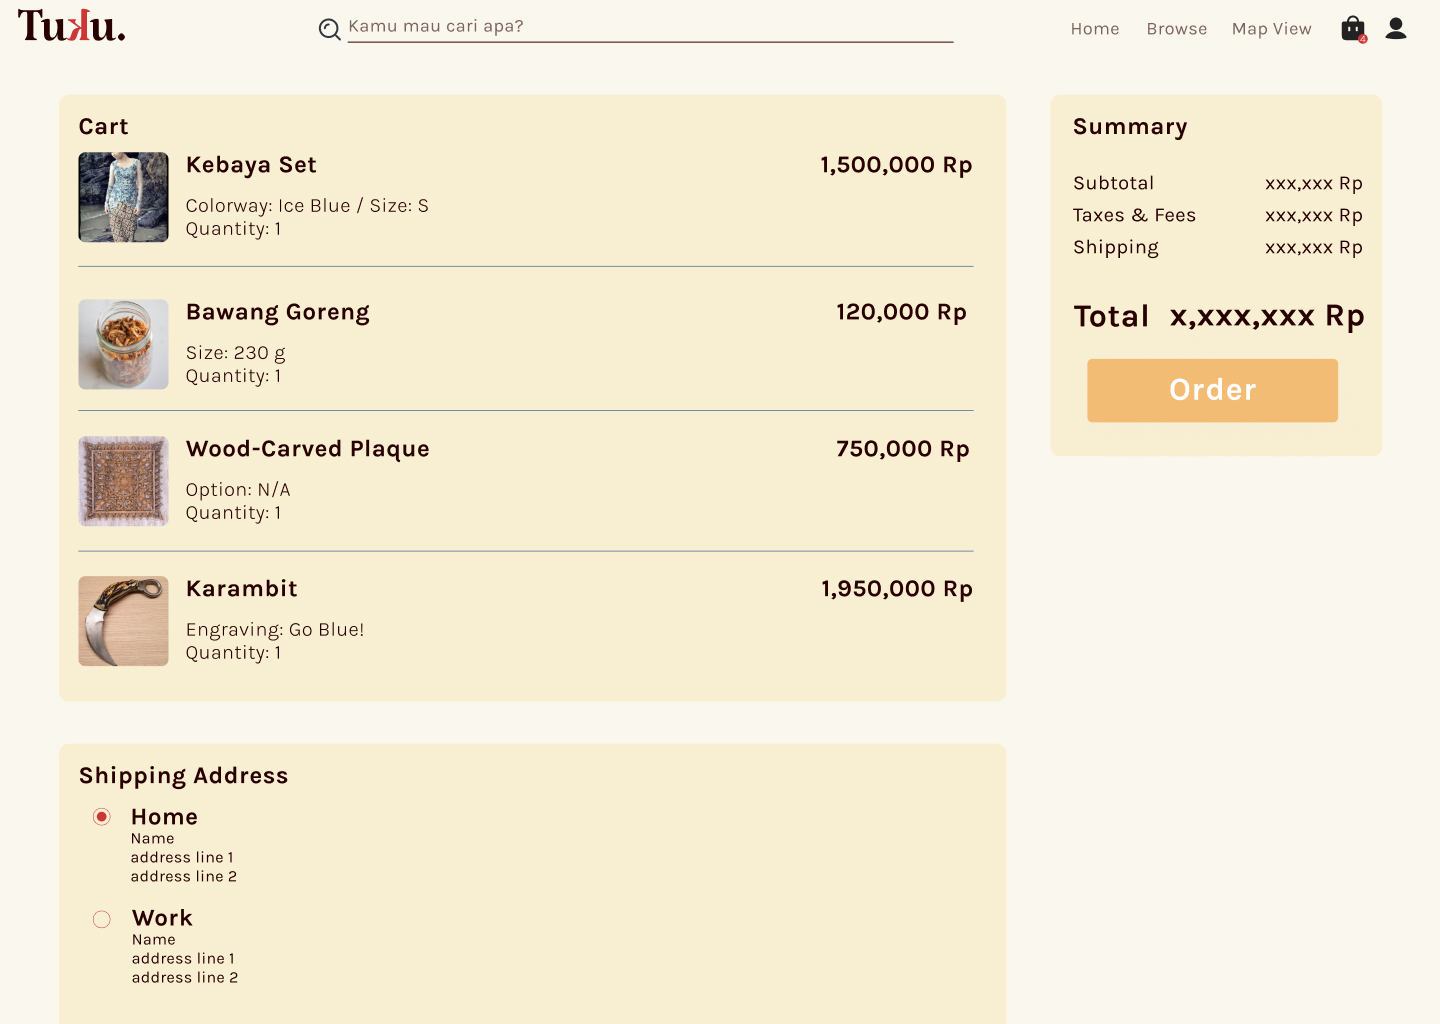 Tuku.
Kamu mau cari apa?
Home
Browse
Map View
4
Cart
Kebaya Set
1,500,000 Rp
Colorway: Ice Blue / Size: S
Quantity: 1
Bawang Goreng
120,000 Rp
Size: 230 g
Quantity: 1
Wood-Carved Plaque
750,000 Rp
Option: N/A
Quantity: 1
Karambit
1,950,000 Rp
Engraving: Go Blue!
Quantity: 1
Summary
Subtotal xxx,xxx Rp
Taxes & Fees xxx,xxx Rp
Shipping xxx,xxx Rp
Total x,xxx,xxx Rp
Order
Shipping Address
Home
Name
address line 1
address line 2
Work
Name
address line 1
address line 2